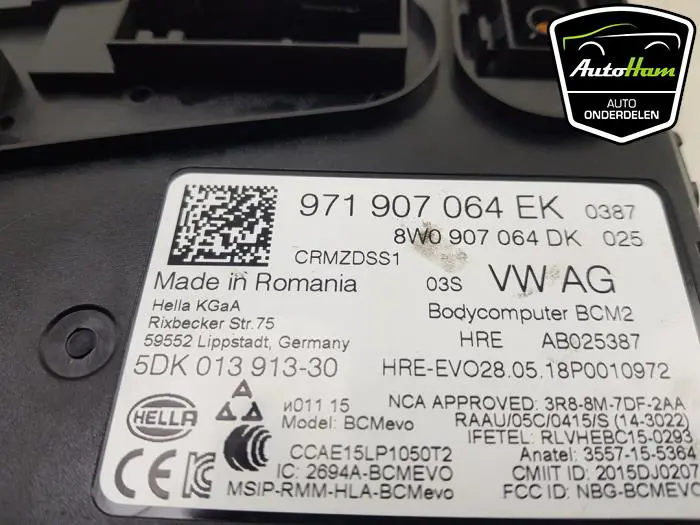 AutoHam
AUTO
ONDERDELEN
971 907 064 EK 0387
8W0 907 064 DK 025
CRMZDSS1
Made in Romania 03S VW AG
Hella KGaA Bodycomputer BCM2
Rixbecker Str.75
59552 Lippstadt, Germany HRE AB025387
5DK 013 913-30 HRE-EVO28.05.18P0010972
HELLA
и011 15 NCA APPROVED: 3R8-8M-7DF-2AA
Model: BCMevo RAAU/05C/0415/S (14-3022)
IFETEL: RLVHEBC15-0293
CCAE15LP1050T2 Anatel: 3557-15-5364
IC: 2694A-BCMEVO CMIIT ID: 2015DJ0207
MSIP-RMM-HLA-BCMevo FCC ID: NBG-BCMEVO
CE